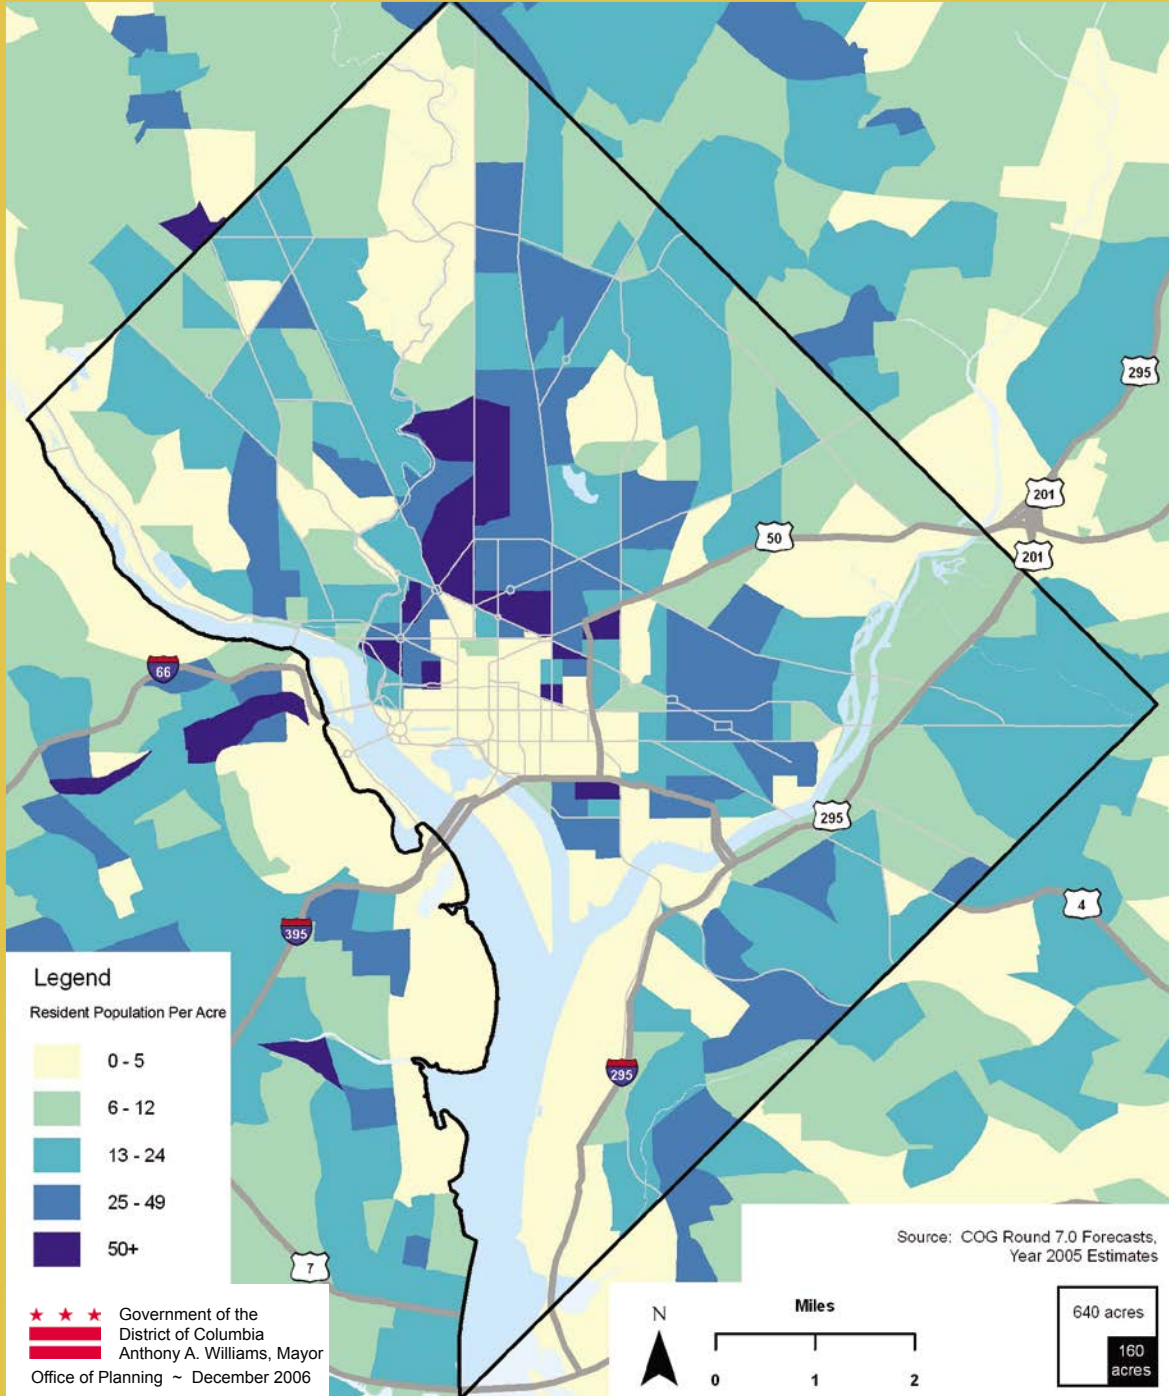 295
201
50
201
66
295
4
395
295
7
Legend
Resident Population Per Acre
0 - 5
6 - 12
13 - 24
25 - 49
50+
Government of the
District of Columbia
Anthony A. Williams, Mayor
Office of Planning ~ December 2006
Source: COG Round 7.0 Forecasts,
Year 2005 Estimates
N
Miles
0 1 2
640 acres
160
acres